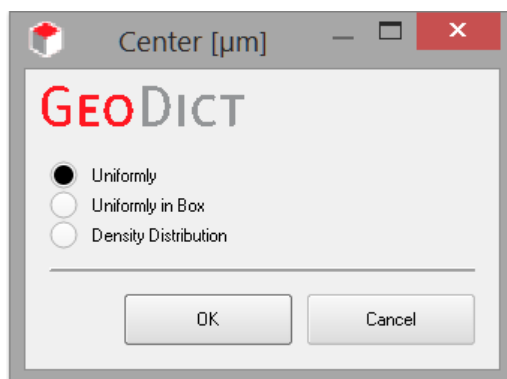 Center [µm]
GEODICT
Uniformly
Uniformly in Box
Density Distribution
OK
Cancel